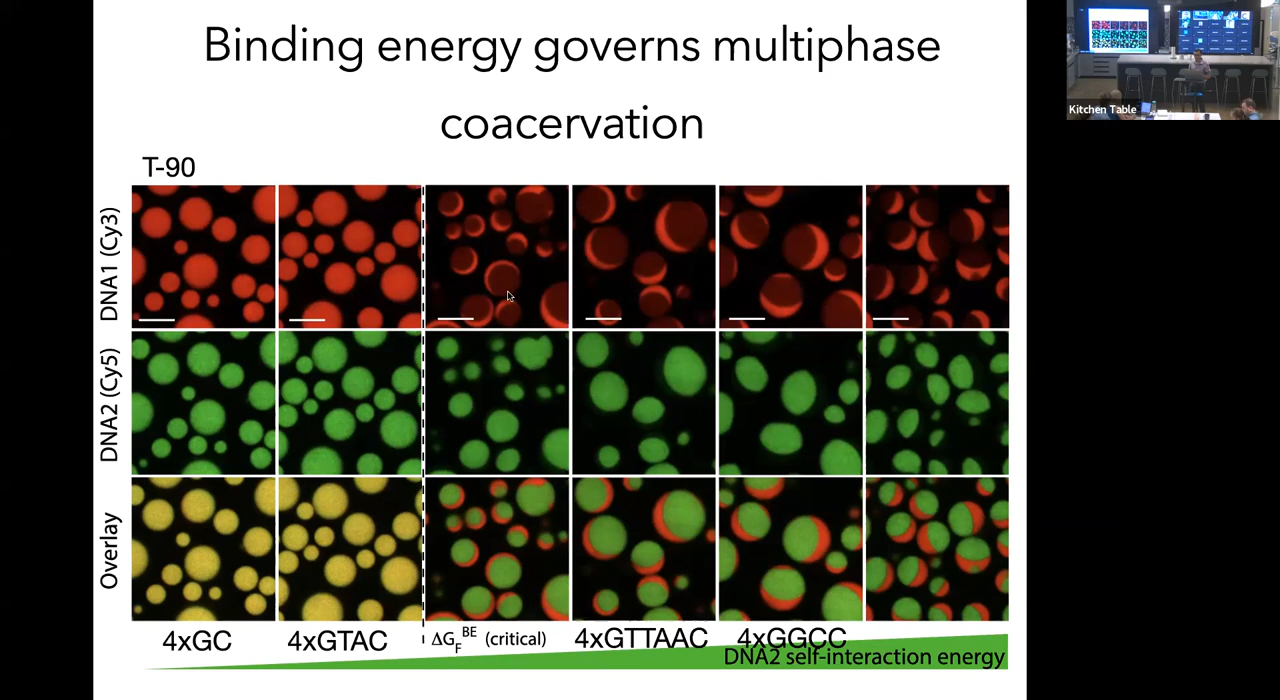 Binding energy governs multiphase
coacervation
T-90
DNA1 (Cy3)
DNA2 (Cy5)
Overlay
4xGC
4xGTAC
ΔG_F^BE (critical)
4xGTTAAC
4xGGCC
DNA2 self-interaction energy
Kitchen Table